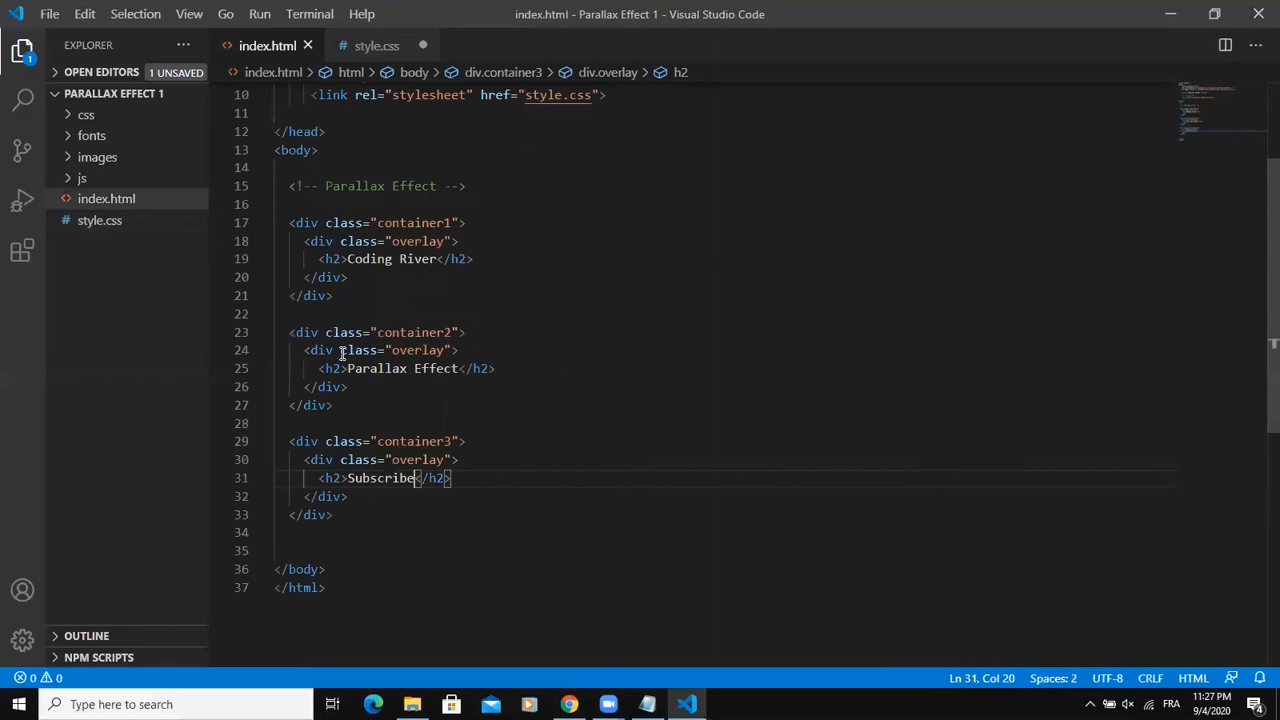 File Edit Selection View Go Run Terminal Help
index.html - Parallax Effect 1 - Visual Studio Code
EXPLORER
index.html
style.css
OPEN EDITORS 1 UNSAVED
index.html html body div.container3 div.overlay h2
PARALLAX EFFECT 1
css
fonts
images
js
index.html
style.css
10 <link rel="stylesheet" href="style.css">
11
12 </head>
13 <body>
14
15 <!-- Parallax Effect -->
16
17 <div class="container1">
18 <div class="overlay">
19 <h2>Coding River</h2>
20 </div>
21 </div>
22
23 <div class="container2">
24 <div class="overlay">
25 <h2>Parallax Effect</h2>
26 </div>
27 </div>
28
29 <div class="container3">
30 <div class="overlay">
31 <h2>Subscribe</h2>
32 </div>
33 </div>
34
35
36 </body>
37 </html>
1
OUTLINE
NPM SCRIPTS
0 0
Ln 31, Col 20 Spaces: 2 UTF-8 CRLF HTML
Type here to search
FRA
11:27 PM
9/4/2020
4